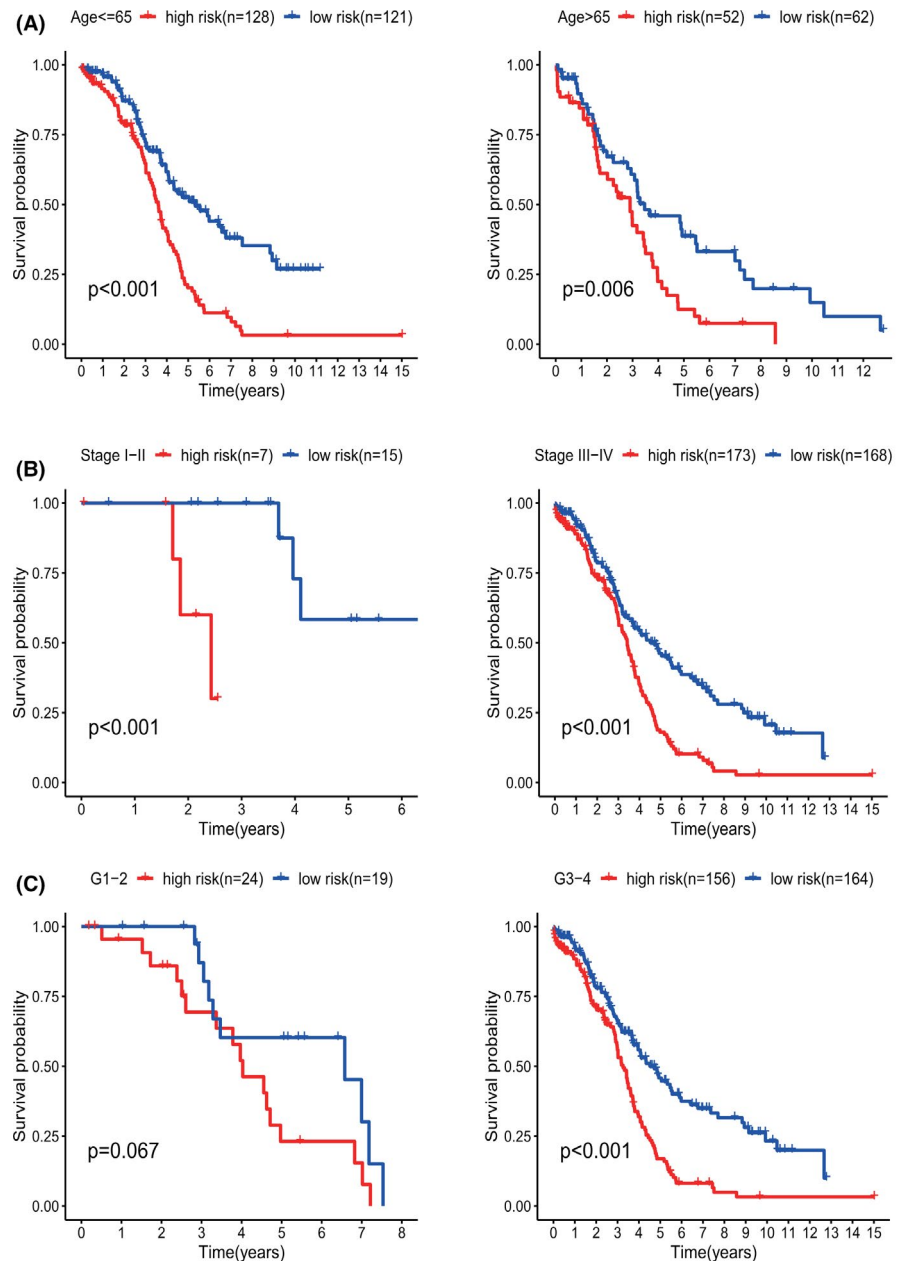 (A)
Age<=65 high risk(n=128) low risk(n=121)
1.00
0.75
0.50
0.25
0.00
Survival probability
p<0.001
0 1 2 3 4 5 6 7 8 9 10 11 12 13 14 15
Time(years)
Age>65 high risk(n=52) low risk(n=62)
1.00
0.75
0.50
0.25
0.00
Survival probability
p=0.006
0 1 2 3 4 5 6 7 8 9 10 11 12
Time(years)
(B)
Stage I−II high risk(n=7) low risk(n=15)
1.00
0.75
0.50
0.25
0.00
Survival probability
p<0.001
0 1 2 3 4 5 6
Time(years)
Stage III−IV high risk(n=173) low risk(n=168)
1.00
0.75
0.50
0.25
0.00
Survival probability
p<0.001
0 1 2 3 4 5 6 7 8 9 10 11 12 13 14 15
Time(years)
(C)
G1−2 high risk(n=24) low risk(n=19)
1.00
0.75
0.50
0.25
0.00
Survival probability
p=0.067
0 1 2 3 4 5 6 7 8
Time(years)
G3−4 high risk(n=156) low risk(n=164)
1.00
0.75
0.50
0.25
0.00
Survival probability
p<0.001
0 1 2 3 4 5 6 7 8 9 10 11 12 13 14 15
Time(years)